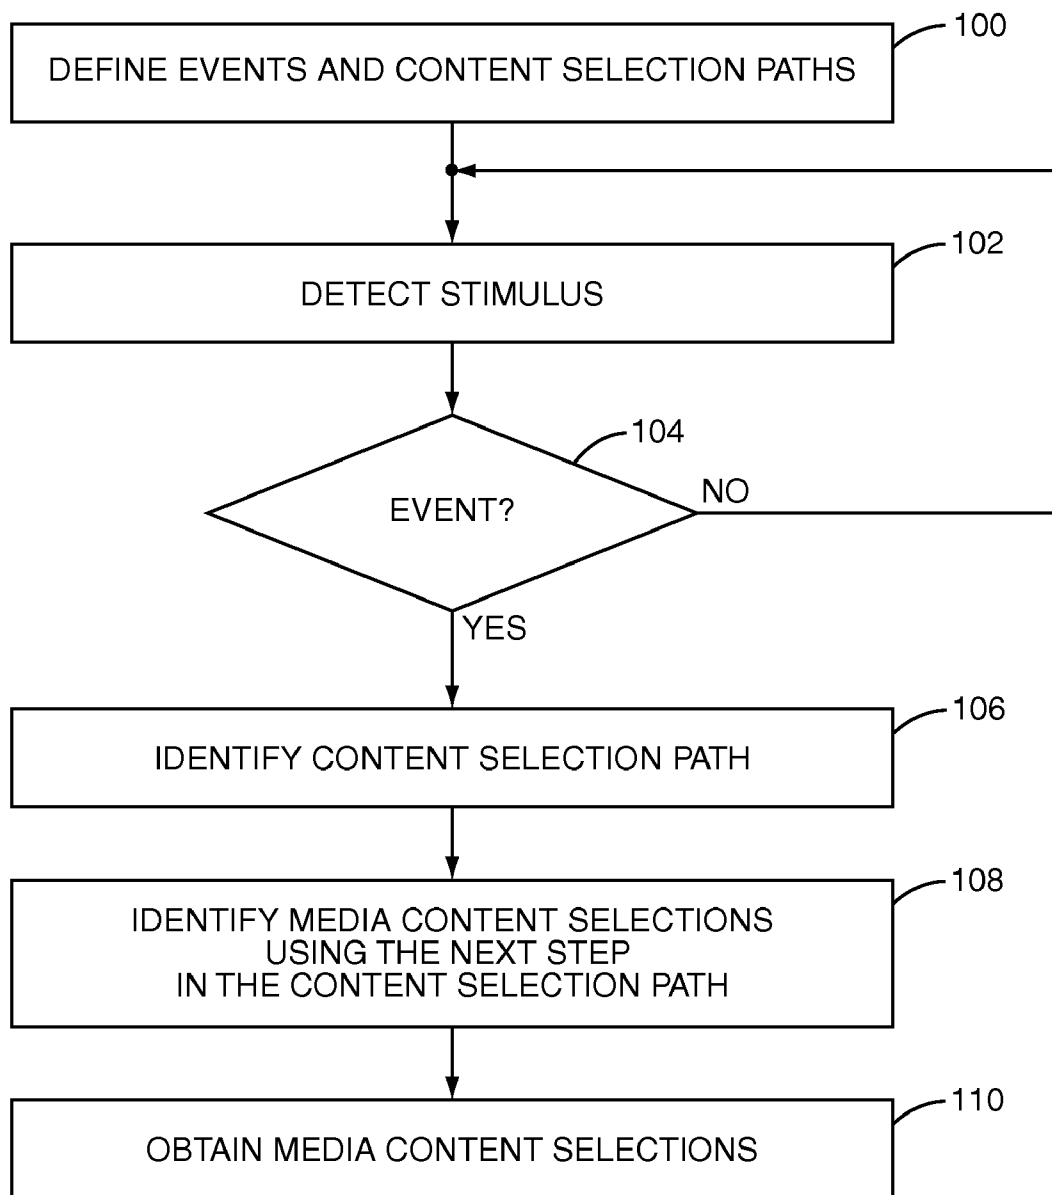 100
DEFINE EVENTS AND CONTENT SELECTION PATHS
102
DETECT STIMULUS
104
EVENT?
NO
YES
106
IDENTIFY CONTENT SELECTION PATH
108
IDENTIFY MEDIA CONTENT SELECTIONS
USING THE NEXT STEP
IN THE CONTENT SELECTION PATH
110
OBTAIN MEDIA CONTENT SELECTIONS